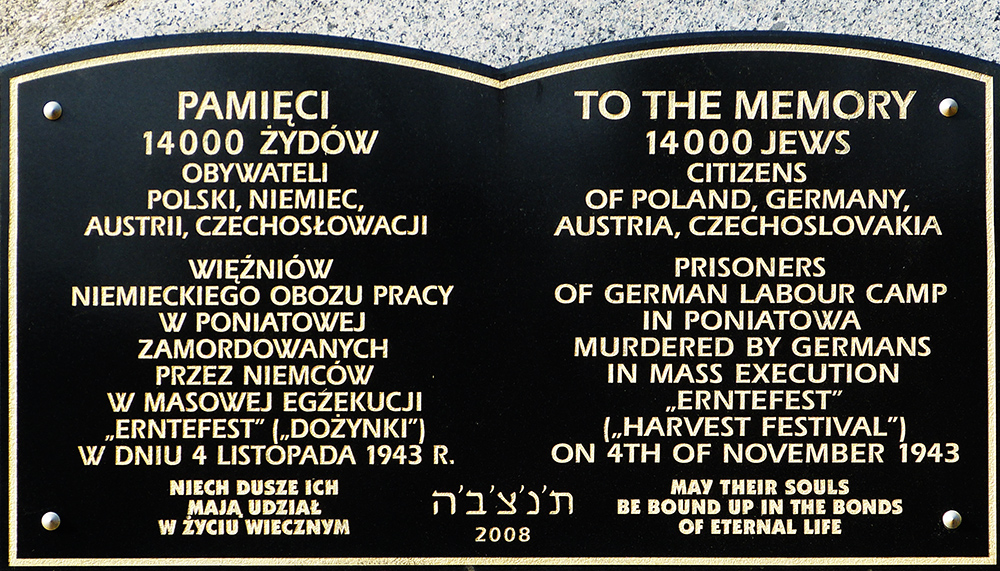 PAMIĘCI
14000 ŻYDÓW
OBYWATELI
POLSKI, NIEMIEC,
AUSTRII, CZECHOSŁOWACJI
WIĘŹNIÓW
NIEMIECKIEGO OBOZU PRACY
W PONIATOWEJ
ZAMORDOWANYCH
PRZEZ NIEMCÓW
W MASOWEJ EGŹEKUCJI
„ERNTEFEST” („DOŻYNKI”)
W DNIU 4 LISTOPADA 1943 R.
NIECH DUSZE ICH
MAJĄ UDZIAŁ
W ŻYCIU WIECZNYM
TO THE MEMORY
14000 JEWS
CITIZENS
OF POLAND, GERMANY,
AUSTRIA, CZECHOSLOVAKIA
PRISONERS
OF GERMAN LABOUR CAMP
IN PONIATOWA
MURDERED BY GERMANS
IN MASS EXECUTION
„ERNTEFEST”
(„HARVEST FESTIVAL”)
ON 4TH OF NOVEMBER 1943
MAY THEIR SOULS
BE BOUND UP IN THE BONDS
OF ETERNAL LIFE
ת'נ'צ'ב'ה
2008